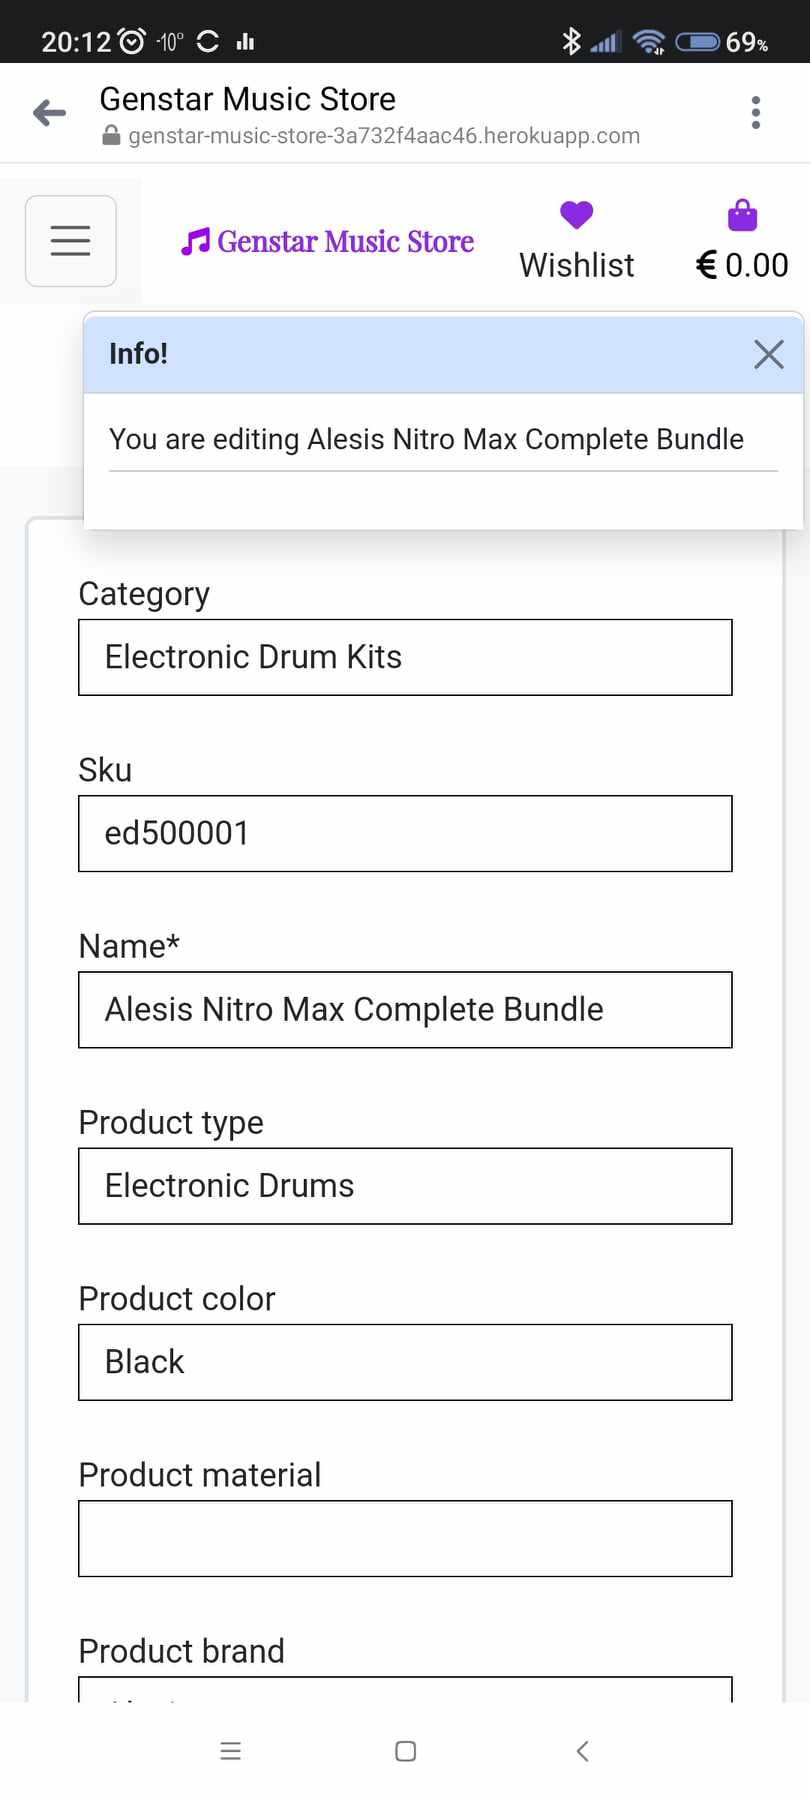 20:12 -10° 69%
Genstar Music Store
genstar-music-store-3a732f4aac46.herokuapp.com
Genstar Music Store
Wishlist
€ 0.00
Info!
You are editing Alesis Nitro Max Complete Bundle
Category
Electronic Drum Kits
Sku
ed500001
Name*
Alesis Nitro Max Complete Bundle
Product type
Electronic Drums
Product color
Black
Product material
Product brand